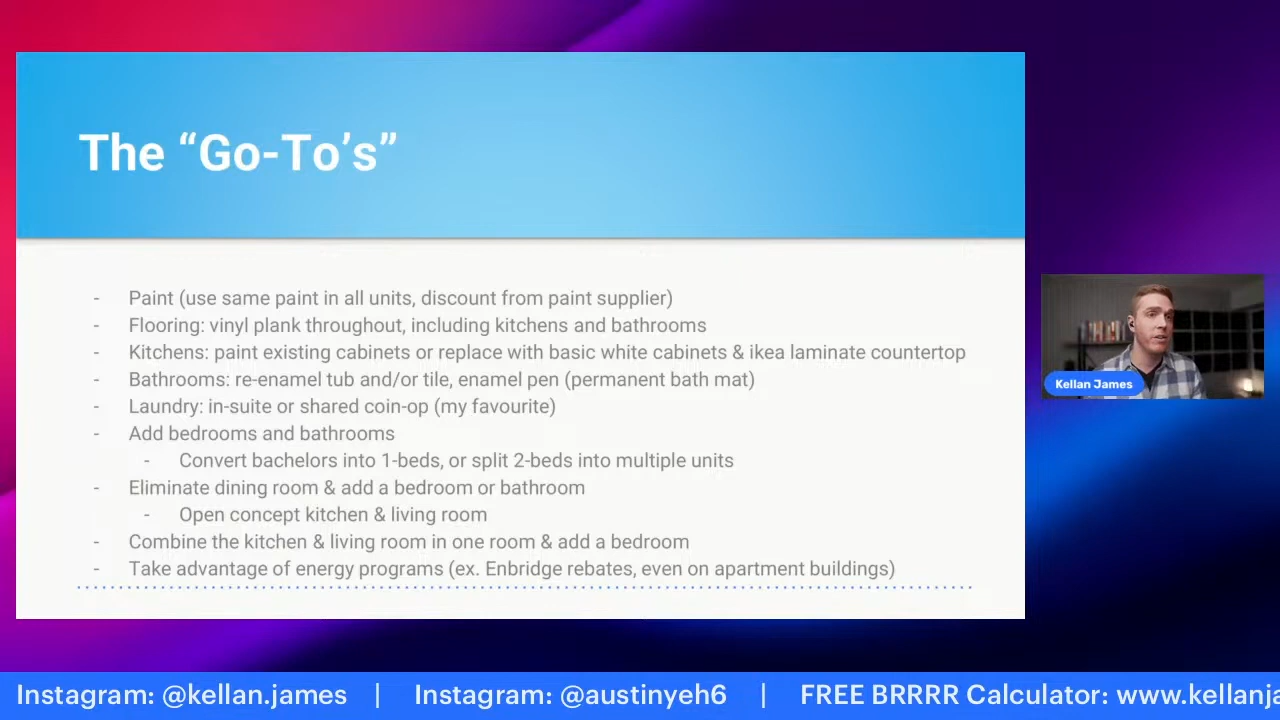 The “Go-To’s”
- Paint (use same paint in all units, discount from paint supplier)
- Flooring: vinyl plank throughout, including kitchens and bathrooms
- Kitchens: paint existing cabinets or replace with basic white cabinets & ikea laminate countertop
- Bathrooms: re-enamel tub and/or tile, enamel pen (permanent bath mat)
- Laundry: in-suite or shared coin-op (my favourite)
- Add bedrooms and bathrooms
- Convert bachelors into 1-beds, or split 2-beds into multiple units
- Eliminate dining room & add a bedroom or bathroom
- Open concept kitchen & living room
- Combine the kitchen & living room in one room & add a bedroom
- Take advantage of energy programs (ex. Enbridge rebates, even on apartment buildings)
Kellan James
Instagram: @kellan.james | Instagram: @austinyeh6 | FREE BRRRR Calculator: www.kellanja